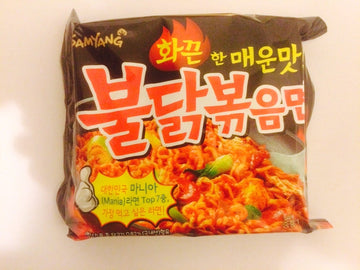 SAMYANG
화끈한 매운맛
불닭볶음면
대한민국 마니아
(Mania)라면 Top7중,
가장 먹고 싶은 라면!